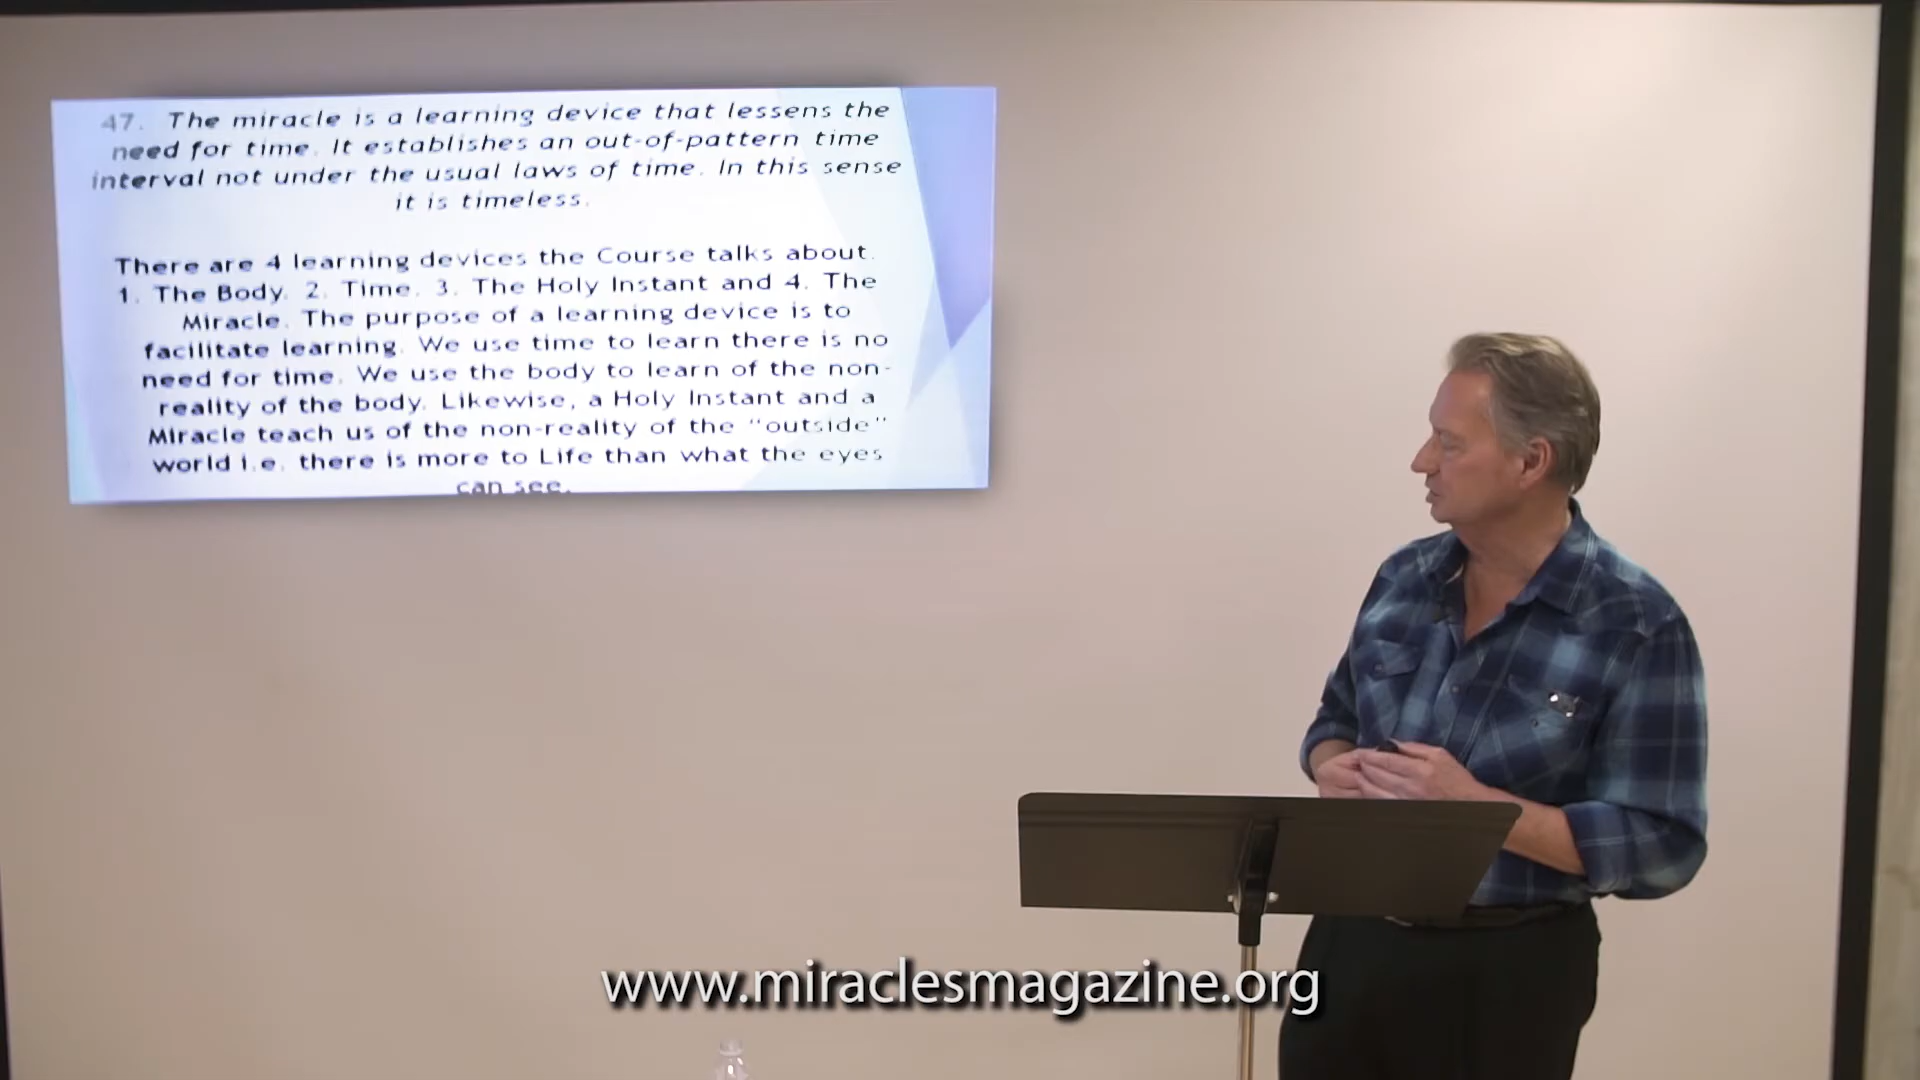 47. The miracle is a learning device that lessens the
need for time. It establishes an out-of-pattern time
interval not under the usual laws of time. In this sense
it is timeless.
There are 4 learning devices the Course talks about.
1. The Body. 2. Time. 3. The Holy Instant and 4. The
Miracle. The purpose of a learning device is to
facilitate learning. We use time to learn there is no
need for time. We use the body to learn of the non-
reality of the body. Likewise, a Holy Instant and a
Miracle teach us of the non-reality of the "outside"
world i.e. there is more to Life than what the eyes
can see.
www.miraclesmagazine.org